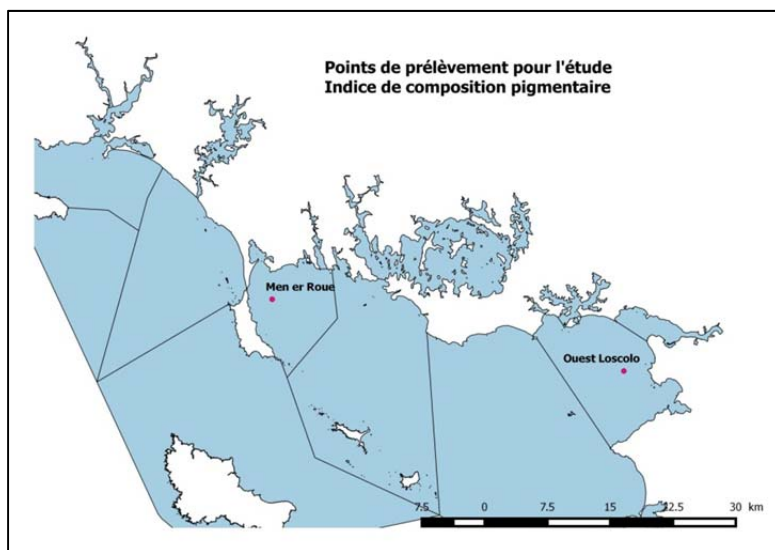 Points de prélèvement pour l'étude
Indice de composition pigmentaire
Men er Roue
Ouest Loscolo
7.5 0 7.5 15 22.5 30 km